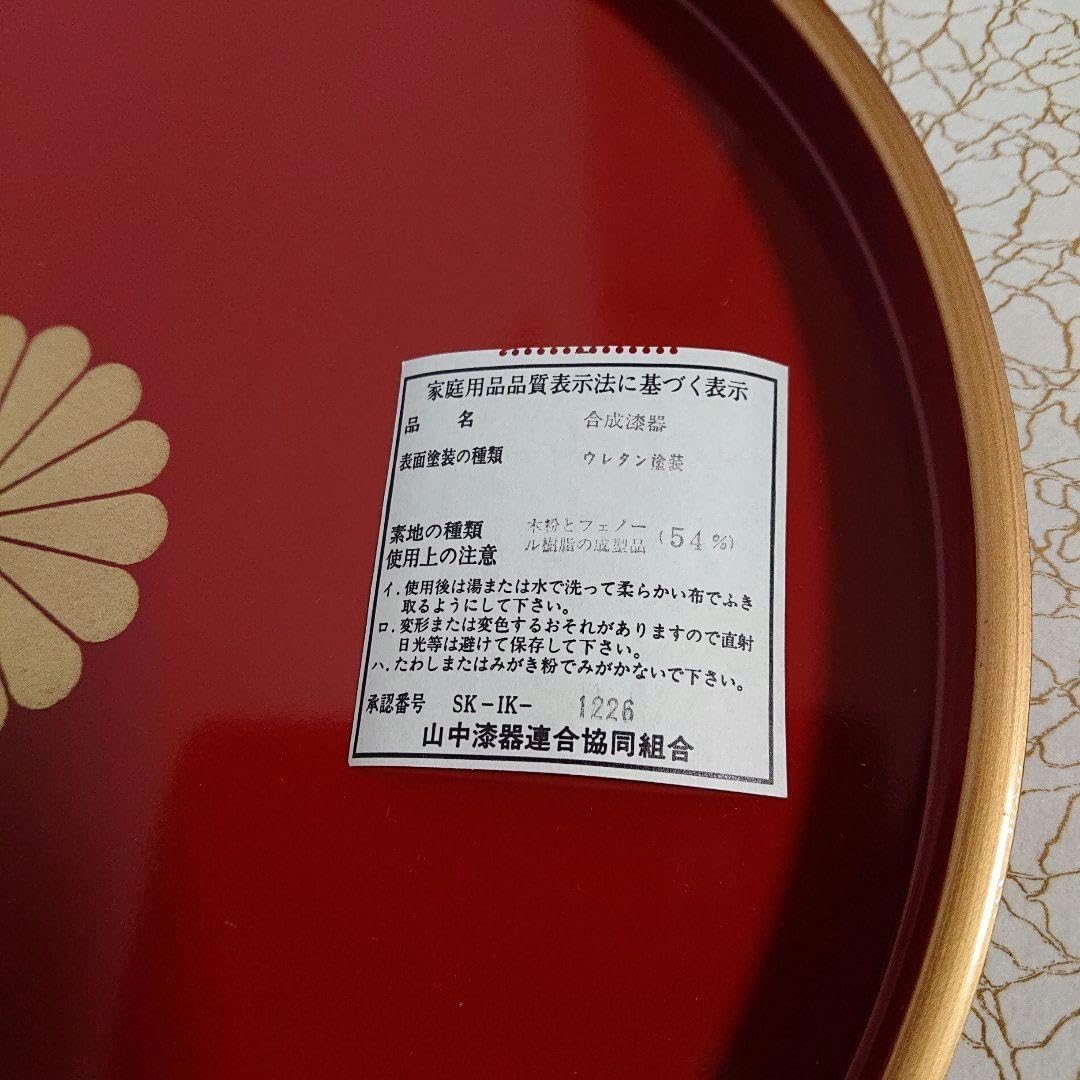 家庭用品品質表示法に基づく表示
品 名 合成漆器
表面塗装の種類 ウレタン塗装
素地の種類 木粉とフェノー
ル樹脂の成型品 (54%)
使用上の注意
イ.使用後は湯または水で洗って柔らかい布でふき
取るようにして下さい。
ロ.変形または変色するおそれがありますので直射
日光等は避けて保存して下さい。
ハ.たわしまたはみがき粉でみがかないで下さい。
承認番号 SK-IK- 1226
山中漆器連合協同組合